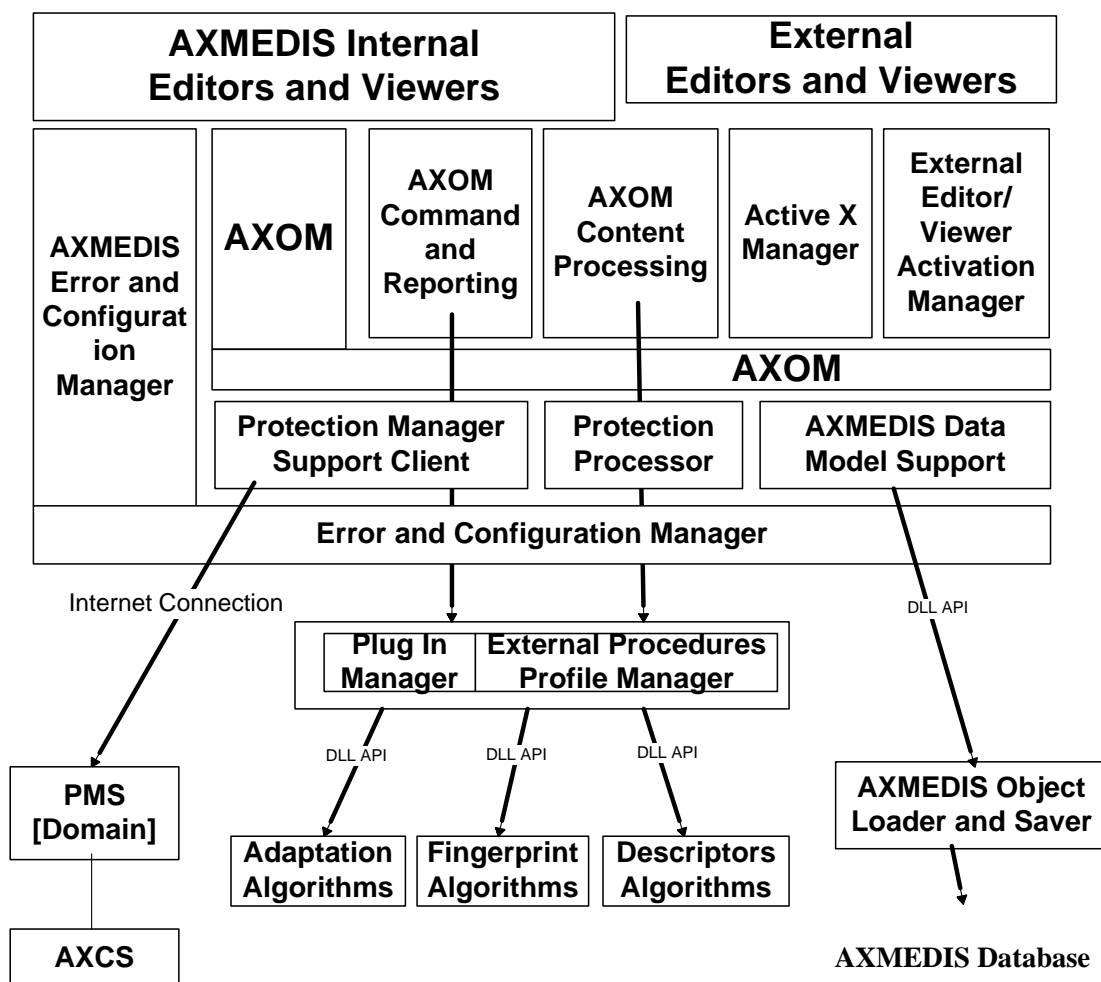 AXMEDIS Internal
Editors and Viewers
External
Editors and Viewers
AXMEDIS
Error and
Configurat
ion
Manager
AXOM
AXOM
Command
and
Reporting
AXOM
Content
Processing
Active X
Manager
External
Editor/
Viewer
Activation
Manager
AXOM
Protection Manager
Support Client
Protection
Processor
AXMEDIS Data
Model Support
Error and Configuration Manager
Internet Connection
DLL API
Plug In
Manager
External Procedures
Profile Manager
DLL API
DLL API
DLL API
PMS
[Domain]
AXMEDIS Object
Loader and Saver
Adaptation
Algorithms
Fingerprint
Algorithms
Descriptors
Algorithms
AXCS
AXMEDIS Database